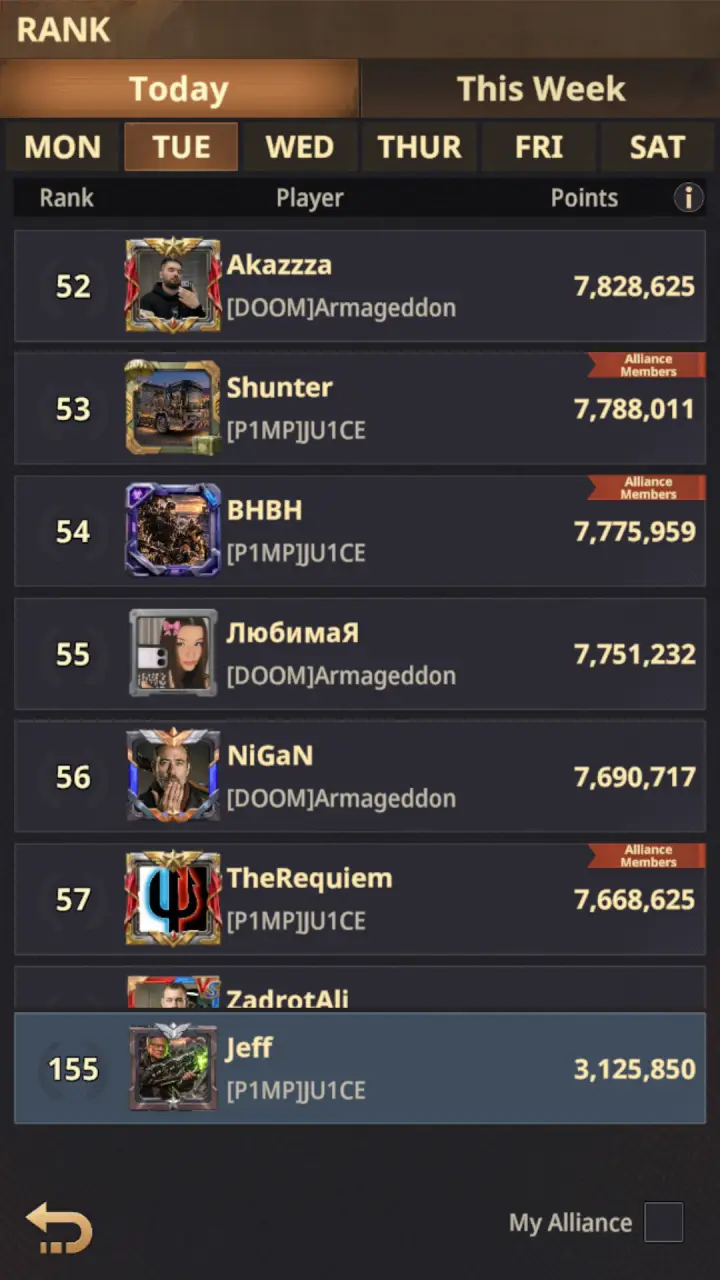 RANK
Today This Week
MON TUE WED THUR FRI SAT
Rank Player Points i
52 Akazzza 7,828,625
[DOOM]Armageddon
Alliance Members
53 Shunter 7,788,011
[P1MP]JU1CE
Alliance Members
54 BHBH 7,775,959
[P1MP]JU1CE
55 ЛюбимаЯ 7,751,232
[DOOM]Armageddon
56 NiGaN 7,690,717
[DOOM]Armageddon
Alliance Members
57 TheRequiem 7,668,625
[P1MP]JU1CE
VS
ZadrotAli
155 Jeff 3,125,850
[P1MP]JU1CE
My Alliance